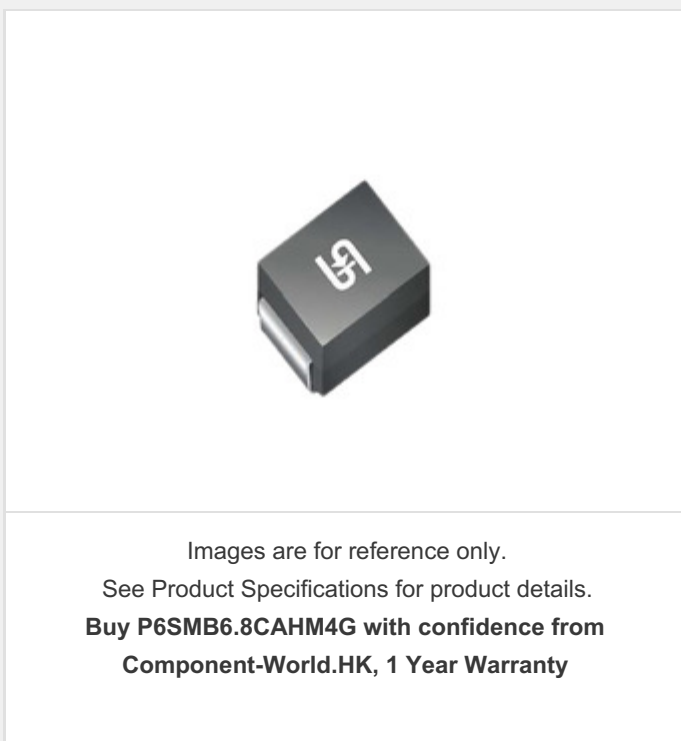 Images are for reference only.
See Product Specifications for product details.
Buy P6SMB6.8CAHM4G with confidence from
Component-World.HK, 1 Year Warranty